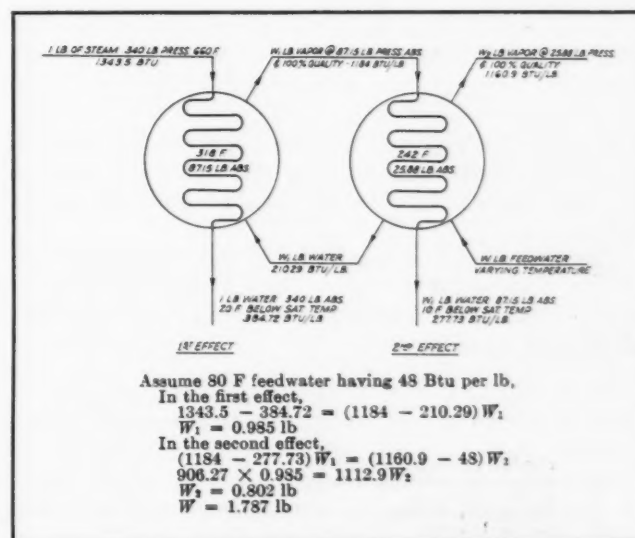 1 LB OF STEAM 340 LB PRESS. 660 F
1343.5 BTU
W₁ LB VAPOR @ 87.15 LB PRESS ABS.
& 100% QUALITY - 1184 BTU/LB.
W₂ LB VAPOR @ 25.88 LB PRESS.
& 100% QUALITY
1160.9 BTU/LB
318 F
87.15 LB. ABS.
242 F
25.88 LB. ABS.
W₁ LB. WATER
210.29 BTU/LB.
FEEDWATER
VARYING TEMPERATURE
1 LB WATER 340 LB ABS
20 F BELOW SAT. TEMP
384.72 BTU/LB.
W₁ LB. WATER 87.15 LB ABS
10 F BELOW SAT. TEMP
277.73 BTU/LB
1ST EFFECT
2ND EFFECT
Assume 80 F feedwater having 48 Btu per lb,
In the first effect,
1343.5 − 384.72 = (1184 − 210.29) W₁
W₁ = 0.985 lb
In the second effect,
(1184 − 277.73) W₁ = (1160.9 − 48) W₂
906.27 × 0.985 = 1112.9 W₂
W₂ = 0.802 lb
W = 1.787 lb